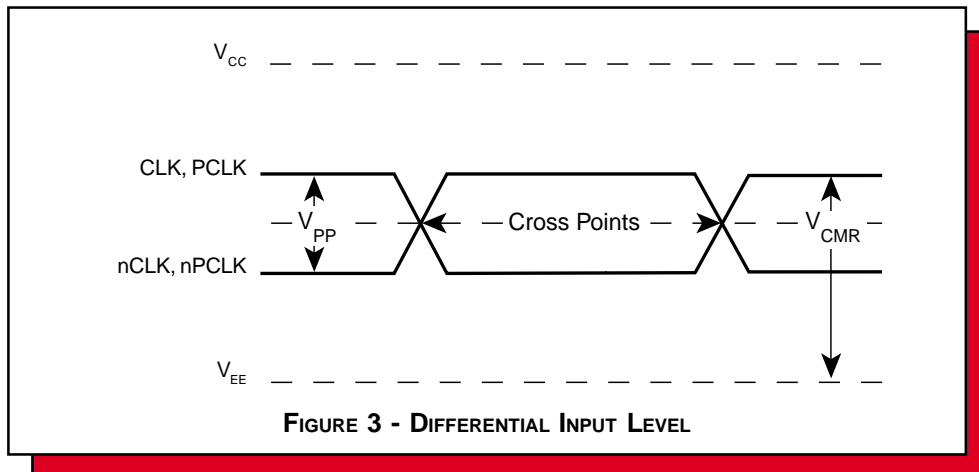 VCC
CLK, PCLK
VPP
Cross Points
VCMR
nCLK, nPCLK
VEE
FIGURE 3 - DIFFERENTIAL INPUT LEVEL